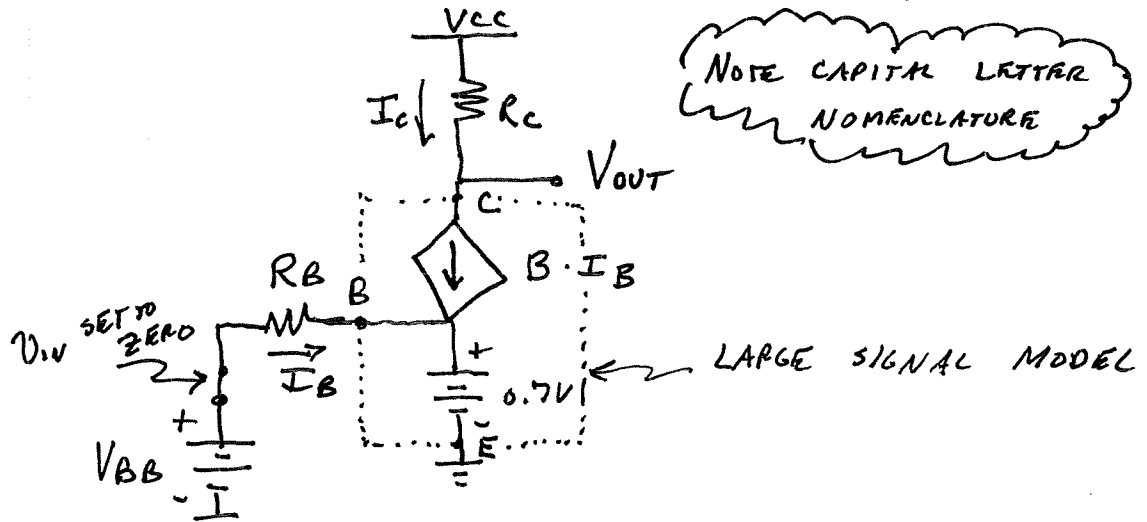 VCC
NOTE CAPITAL LETTER
NOMENCLATURE
IC
RC
VOUT
C
B · IB
RB
B
SET TO
ZERO
VIN
IB
+
0.7V
-
E
LARGE SIGNAL MODEL
+
VBB
-